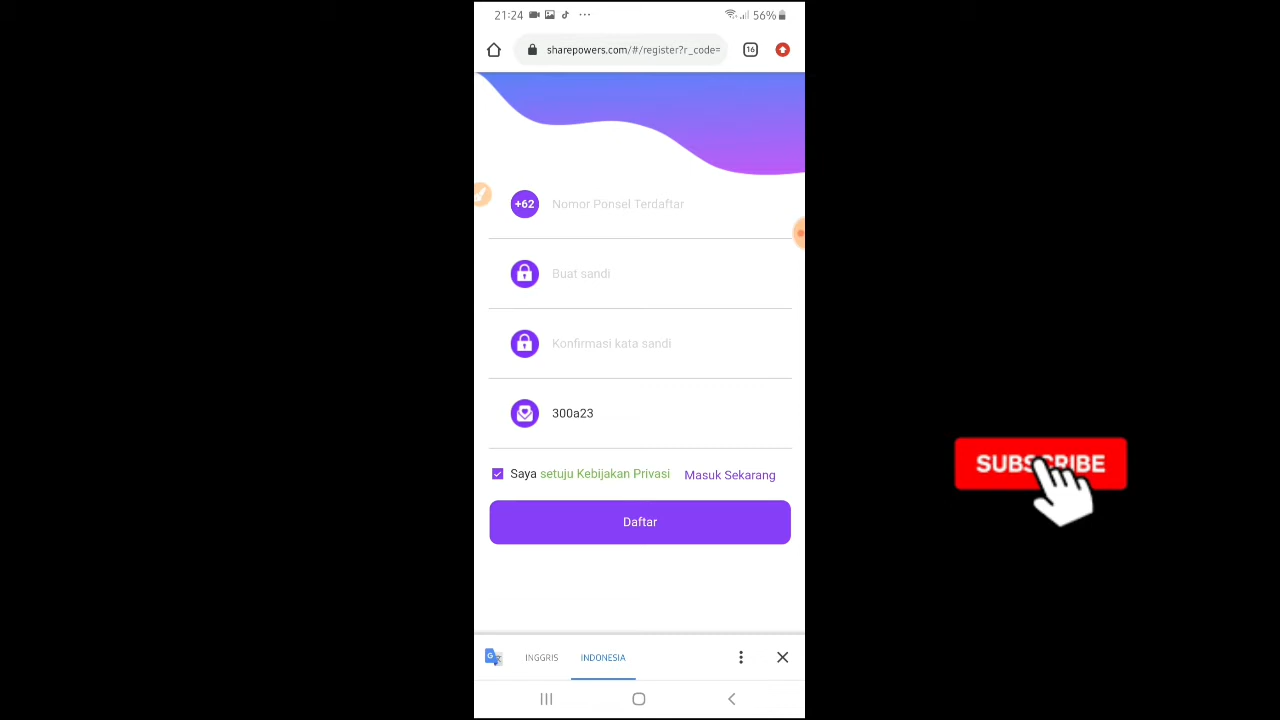 21:24
56%
sharepowers.com/#/register?r_code=
16
+62
Nomor Ponsel Terdaftar
Buat sandi
Konfirmasi kata sandi
300a23
Saya setuju Kebijakan Privasi
Masuk Sekarang
Daftar
SUBSCRIBE
G
INGGRIS
INDONESIA